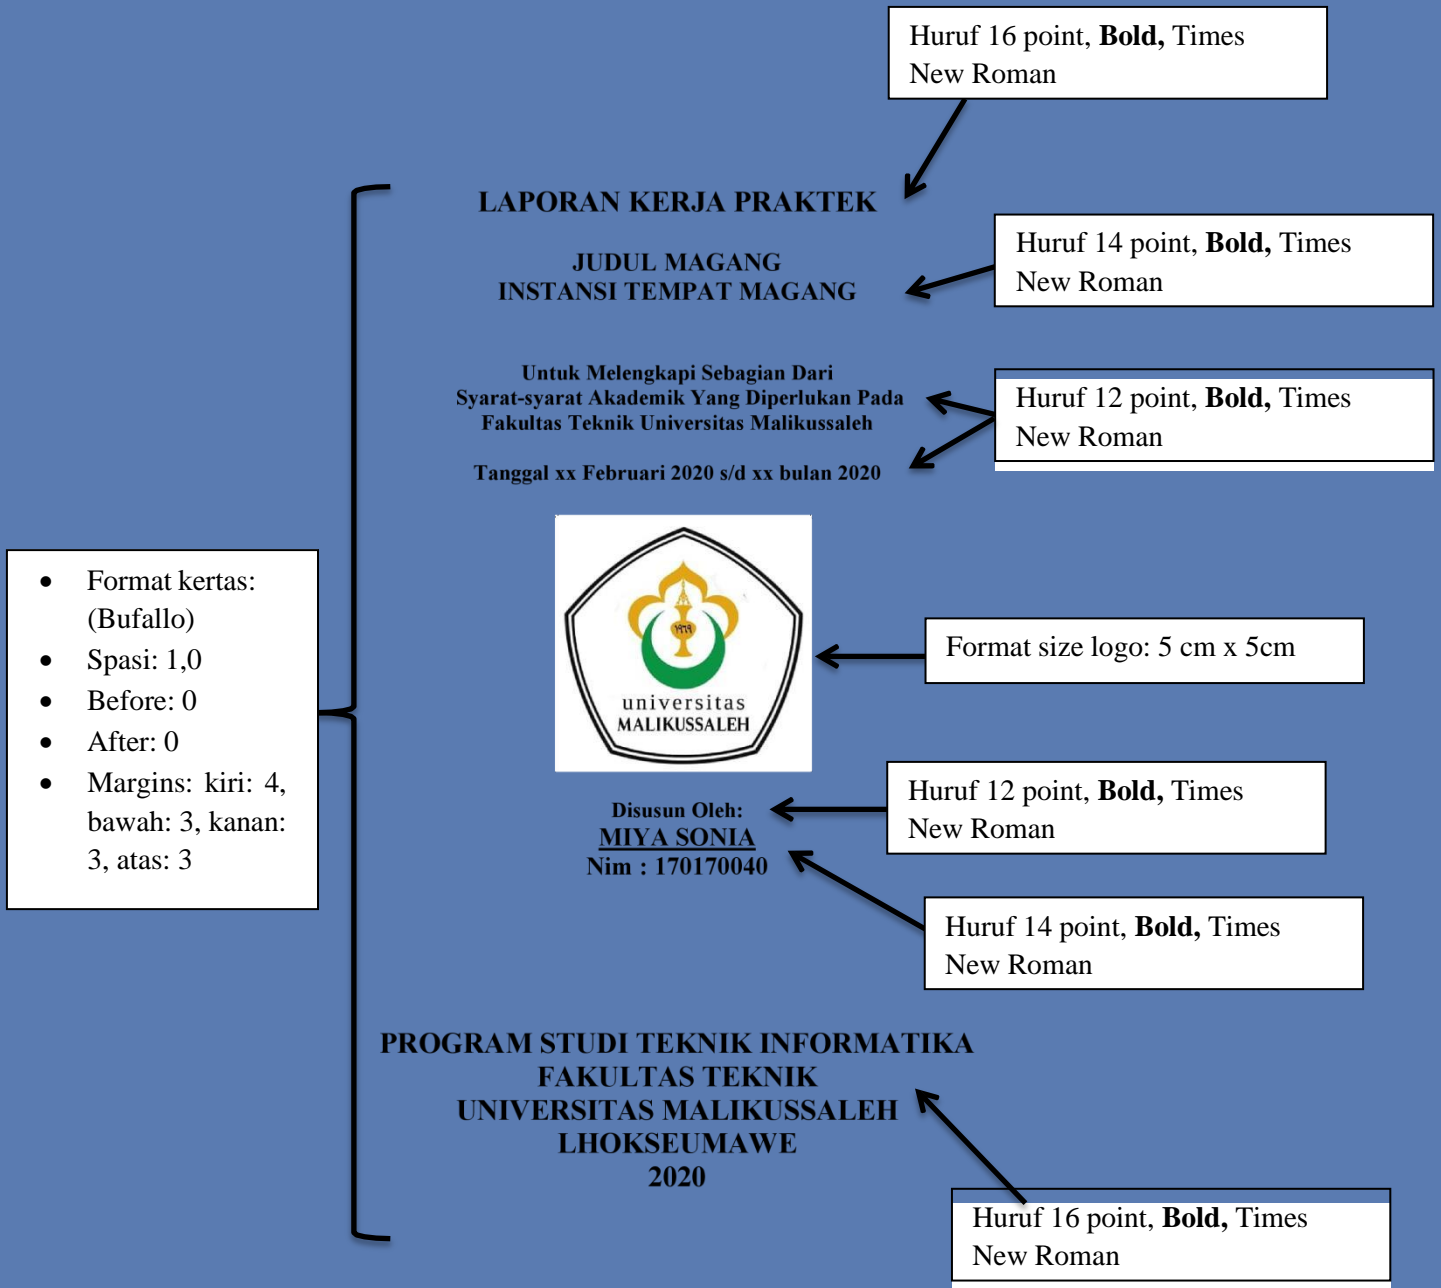 Huruf 16 point, Bold, Times
New Roman
LAPORAN KERJA PRAKTEK
JUDUL MAGANG
INSTANSI TEMPAT MAGANG
Huruf 14 point, Bold, Times
New Roman
Untuk Melengkapi Sebagian Dari
Syarat-syarat Akademik Yang Diperlukan Pada
Fakultas Teknik Universitas Malikussaleh
Tanggal xx Februari 2020 s/d xx bulan 2020
Huruf 12 point, Bold, Times
New Roman
• Format kertas:
(Bufallo)
• Spasi: 1,0
• Before: 0
• After: 0
• Margins: kiri: 4,
bawah: 3, kanan:
3, atas: 3
1979
universitas
MALIKUSSALEH
Format size logo: 5 cm x 5cm
Disusun Oleh:
MIYA SONIA
Nim : 170170040
Huruf 12 point, Bold, Times
New Roman
Huruf 14 point, Bold, Times
New Roman
PROGRAM STUDI TEKNIK INFORMATIKA
FAKULTAS TEKNIK
UNIVERSITAS MALIKUSSALEH
LHOKSEUMAWE
2020
Huruf 16 point, Bold, Times
New Roman